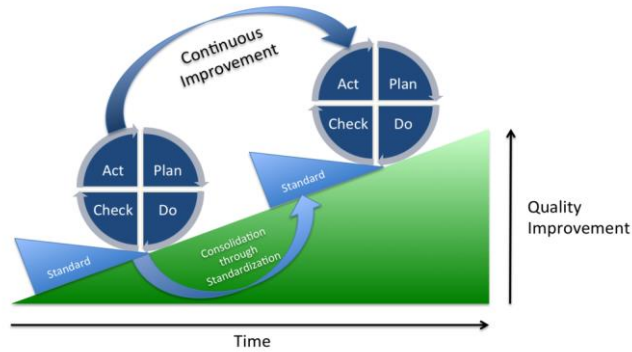 Continuous
Improvement
Act Plan
Check Do
Act Plan
Check Do
Standard
Standard
Consolidation
through
Standardization
Quality
Improvement
Time